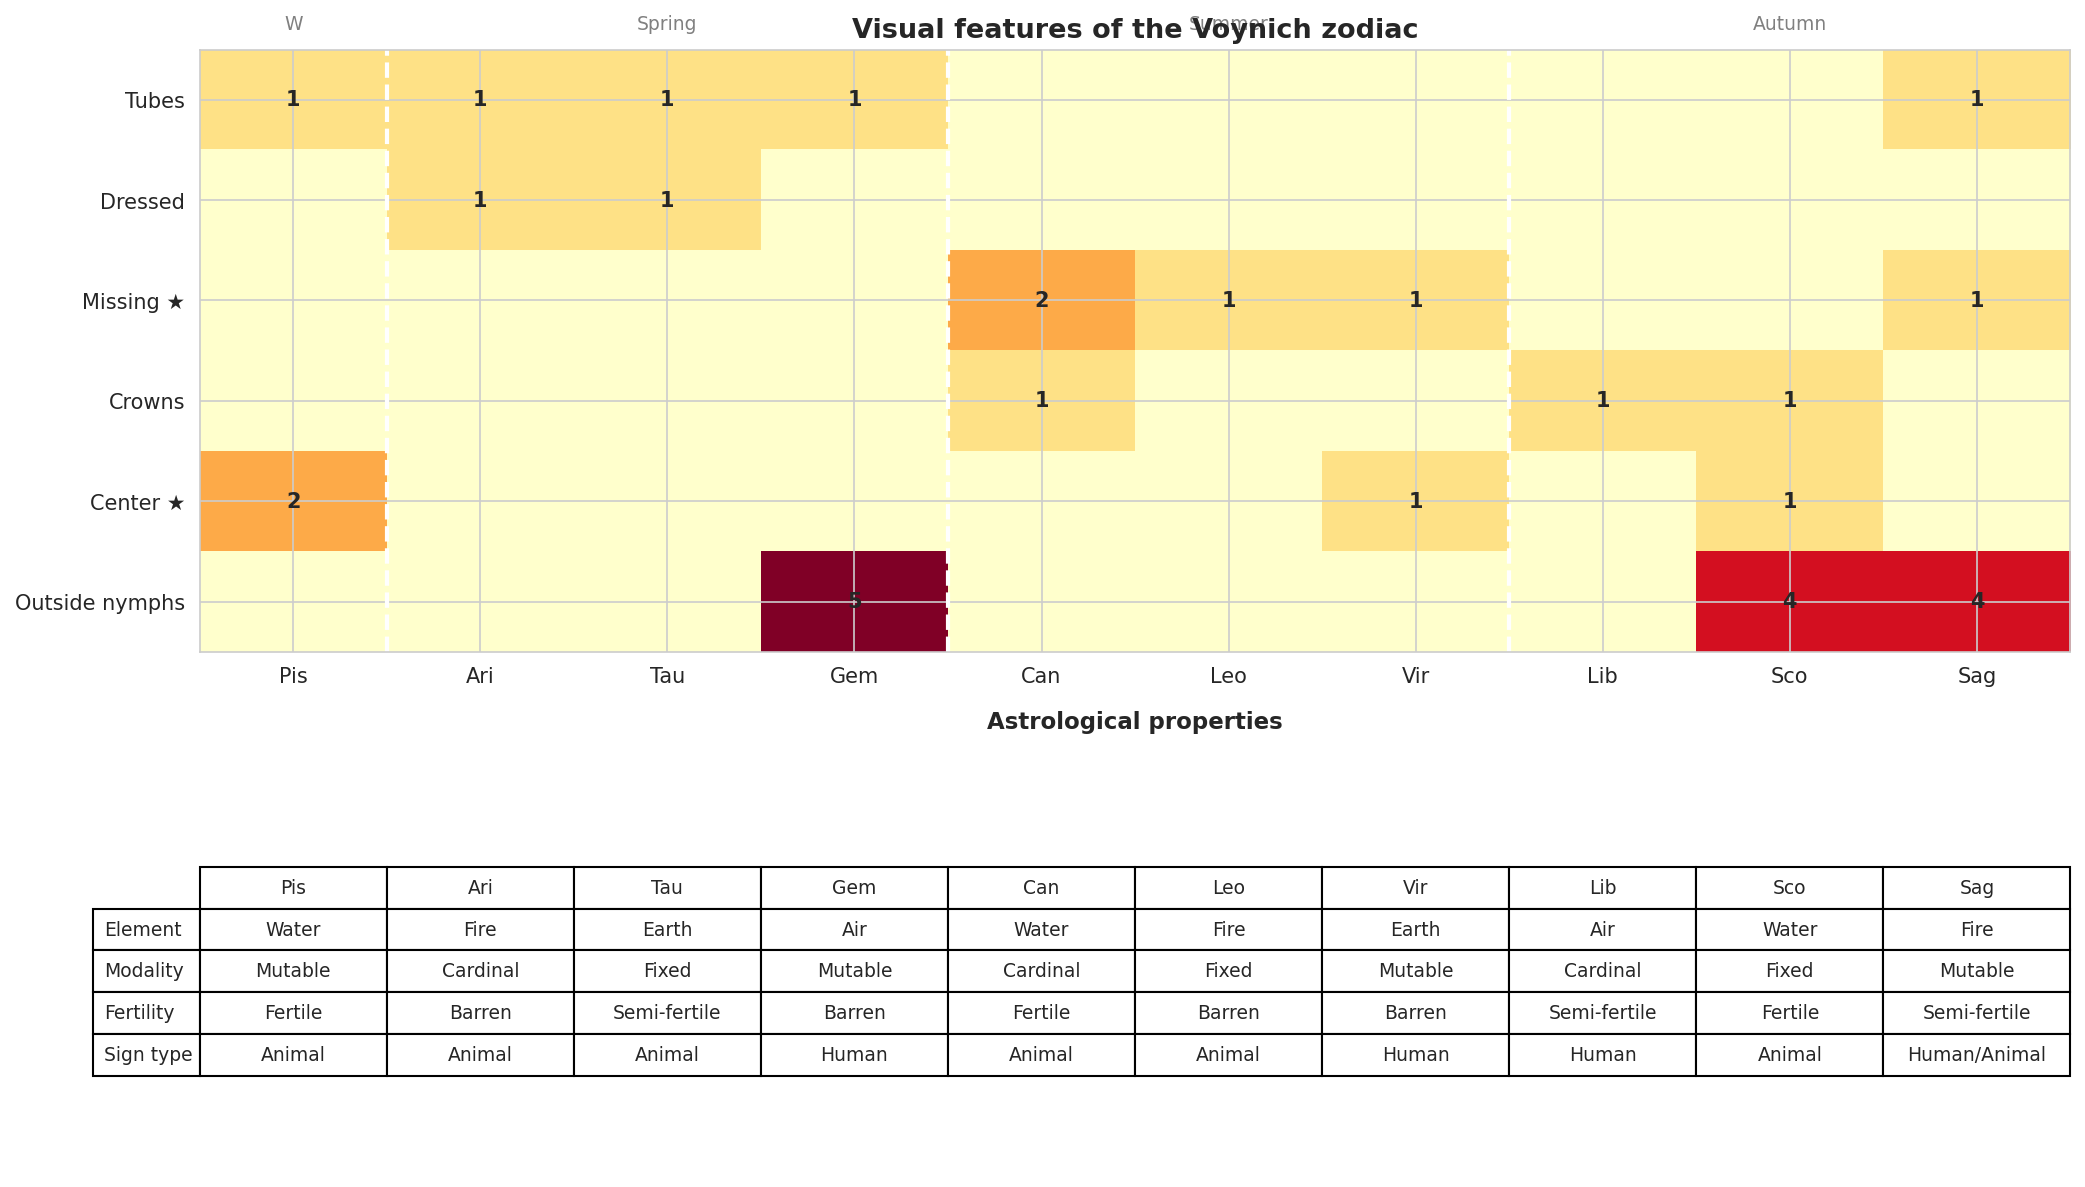 W Spring Summer Autumn
Visual features of the Voynich zodiac
Tubes 1 1 1 1 1
Dressed 1 1
Missing ★ 2 1 1 1
Crowns 1 1 1
Center ★ 2 1 1
Outside nymphs 5 4 4
Pis Ari Tau Gem Can Leo Vir Lib Sco Sag
Astrological properties
Pis Ari Tau Gem Can Leo Vir Lib Sco Sag
Element Water Fire Earth Air Water Fire Earth Air Water Fire
Modality Mutable Cardinal Fixed Mutable Cardinal Fixed Mutable Cardinal Fixed Mutable
Fertility Fertile Barren Semi-fertile Barren Fertile Barren Barren Semi-fertile Fertile Semi-fertile
Sign type Animal Animal Animal Human Animal Animal Human Human Animal Human/Animal